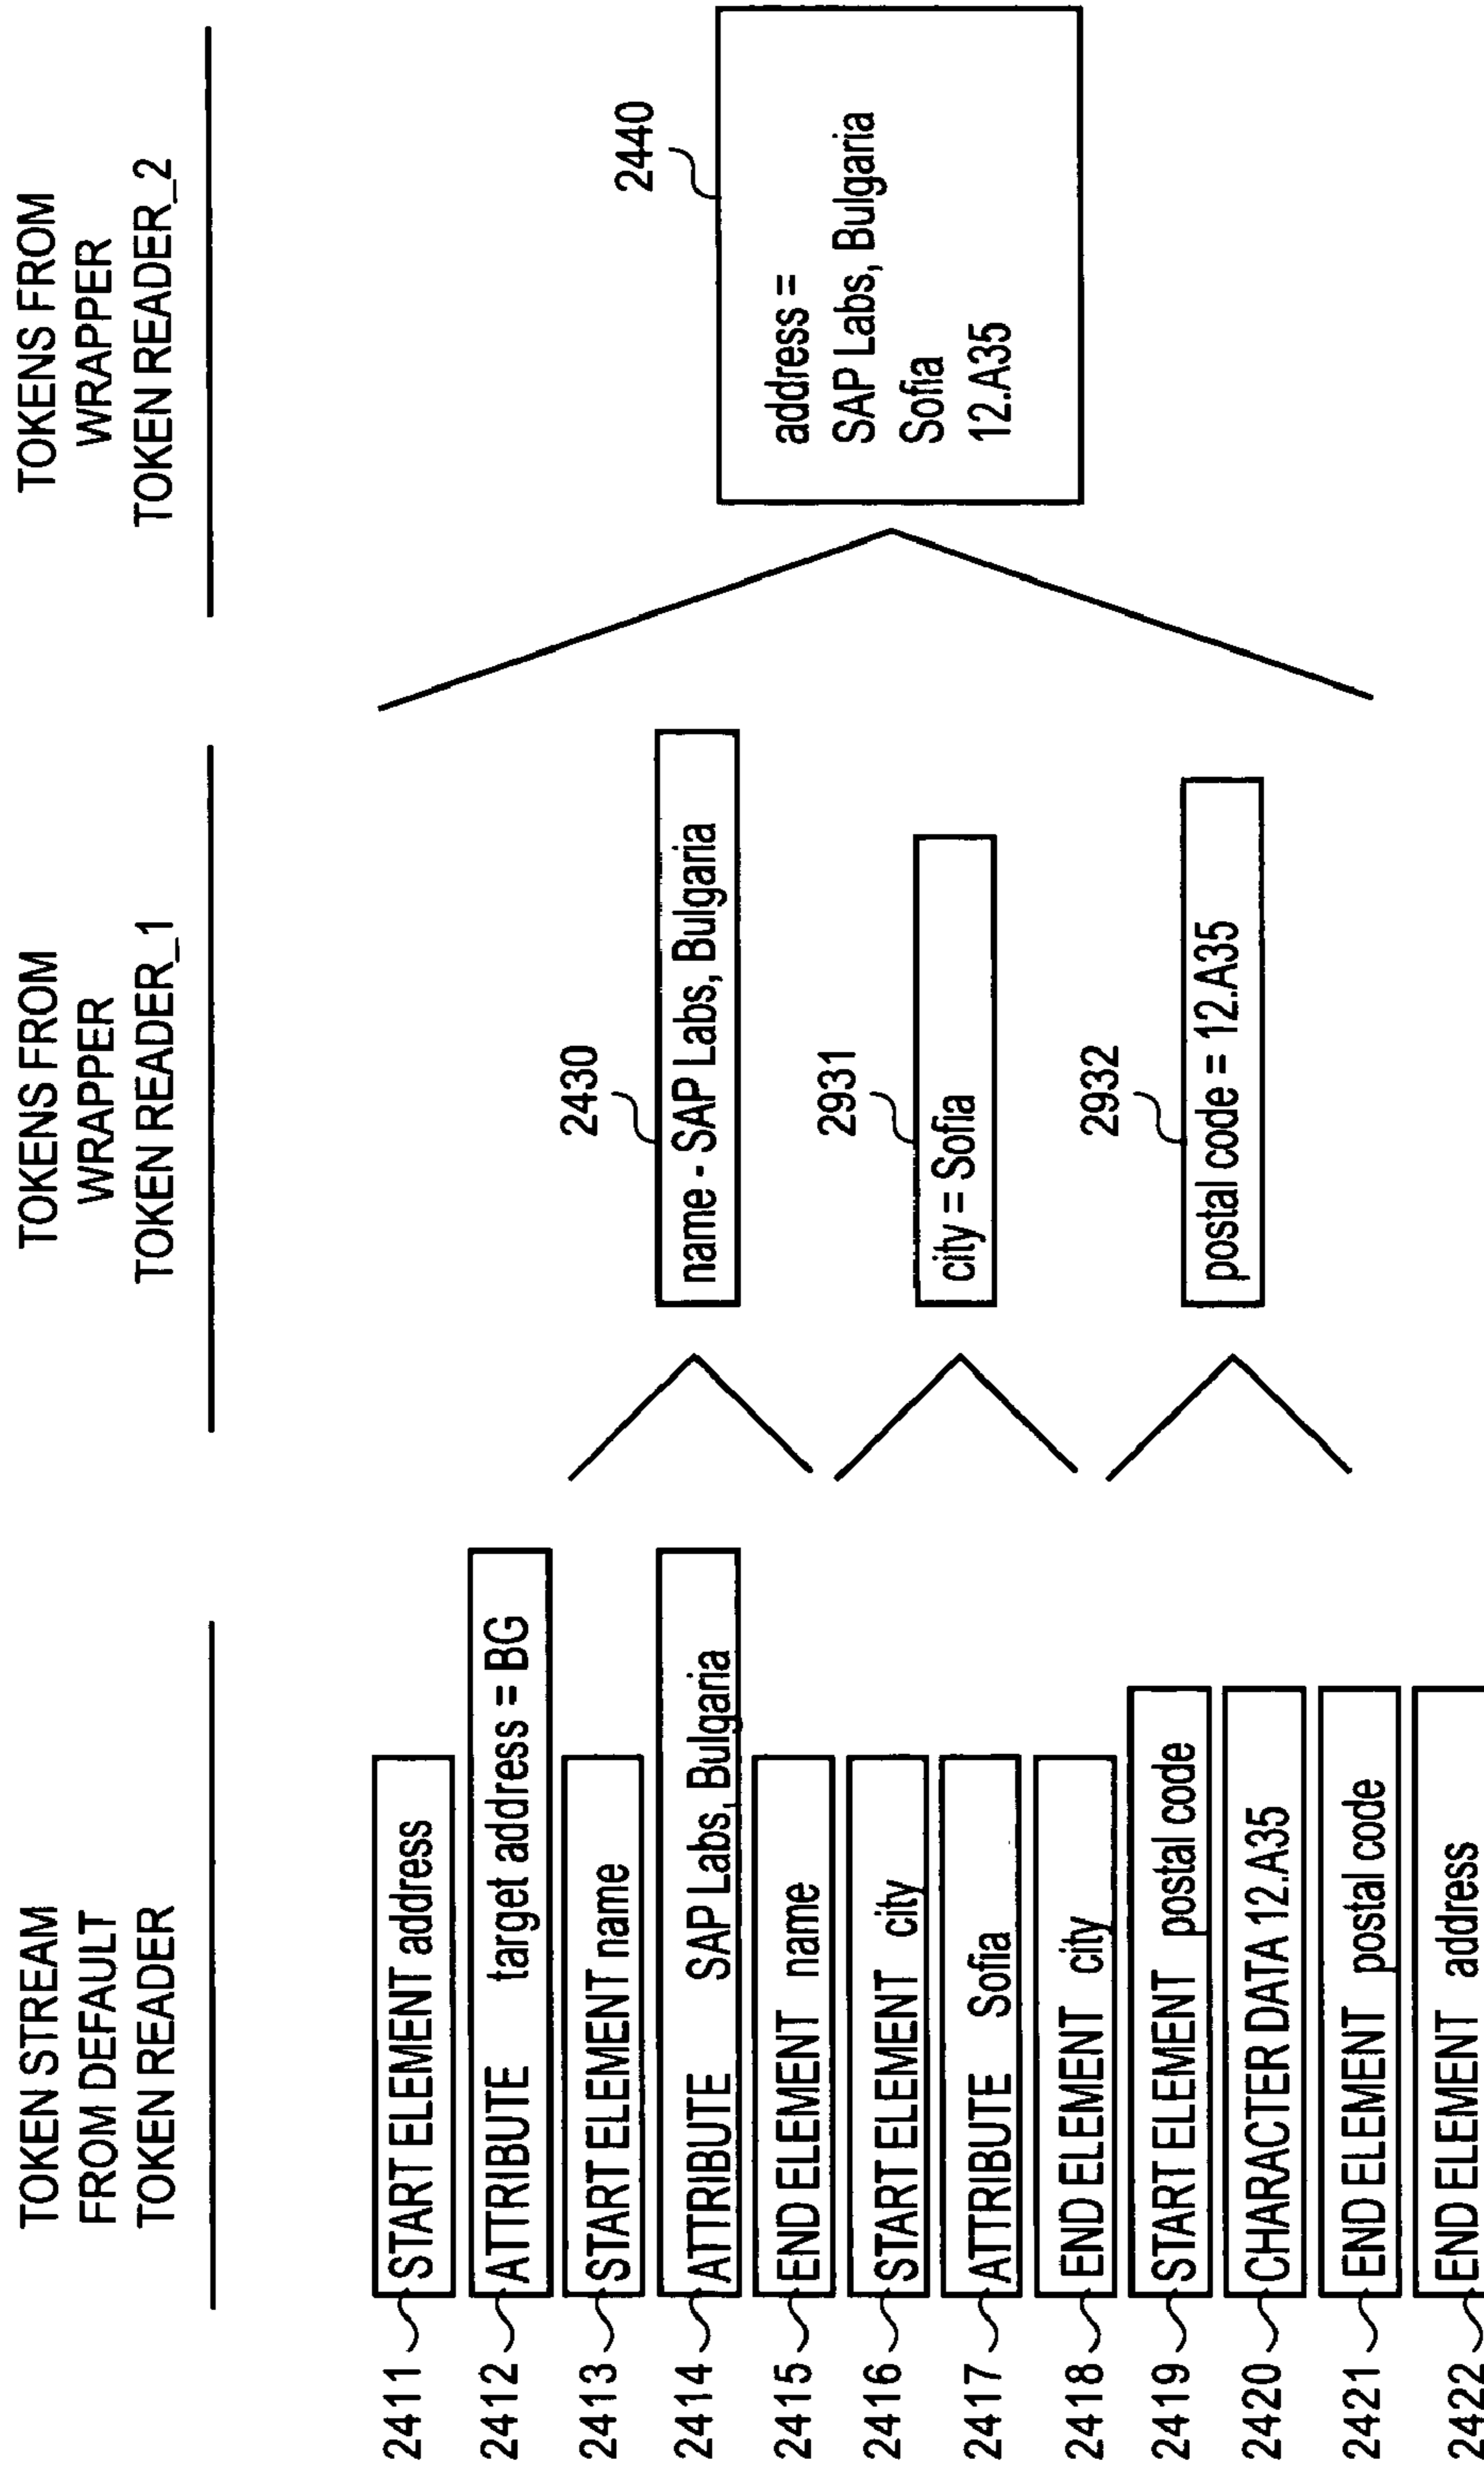 TOKEN STREAM
FROM DEFAULT
TOKEN READER
2411 START ELEMENT address
2412 ATTRIBUTE target address = BG
2413 START ELEMENT name
2414 ATTRIBUTE SAP Labs, Bulgaria
2415 END ELEMENT name
2416 START ELEMENT city
2417 ATTRIBUTE Sofia
2418 END ELEMENT city
2419 START ELEMENT postal code
2420 CHARACTER DATA 12.A35
2421 END ELEMENT postal code
2422 END ELEMENT address
TOKENS FROM
WRAPPER
TOKEN READER_1
2430
name - SAP Labs, Bulgaria
2931
city = Sofia
2932
postal code = 12.A35
TOKENS FROM
WRAPPER
TOKEN READER_2
2440
address =
SAP Labs, Bulgaria
Sofia
12.A35